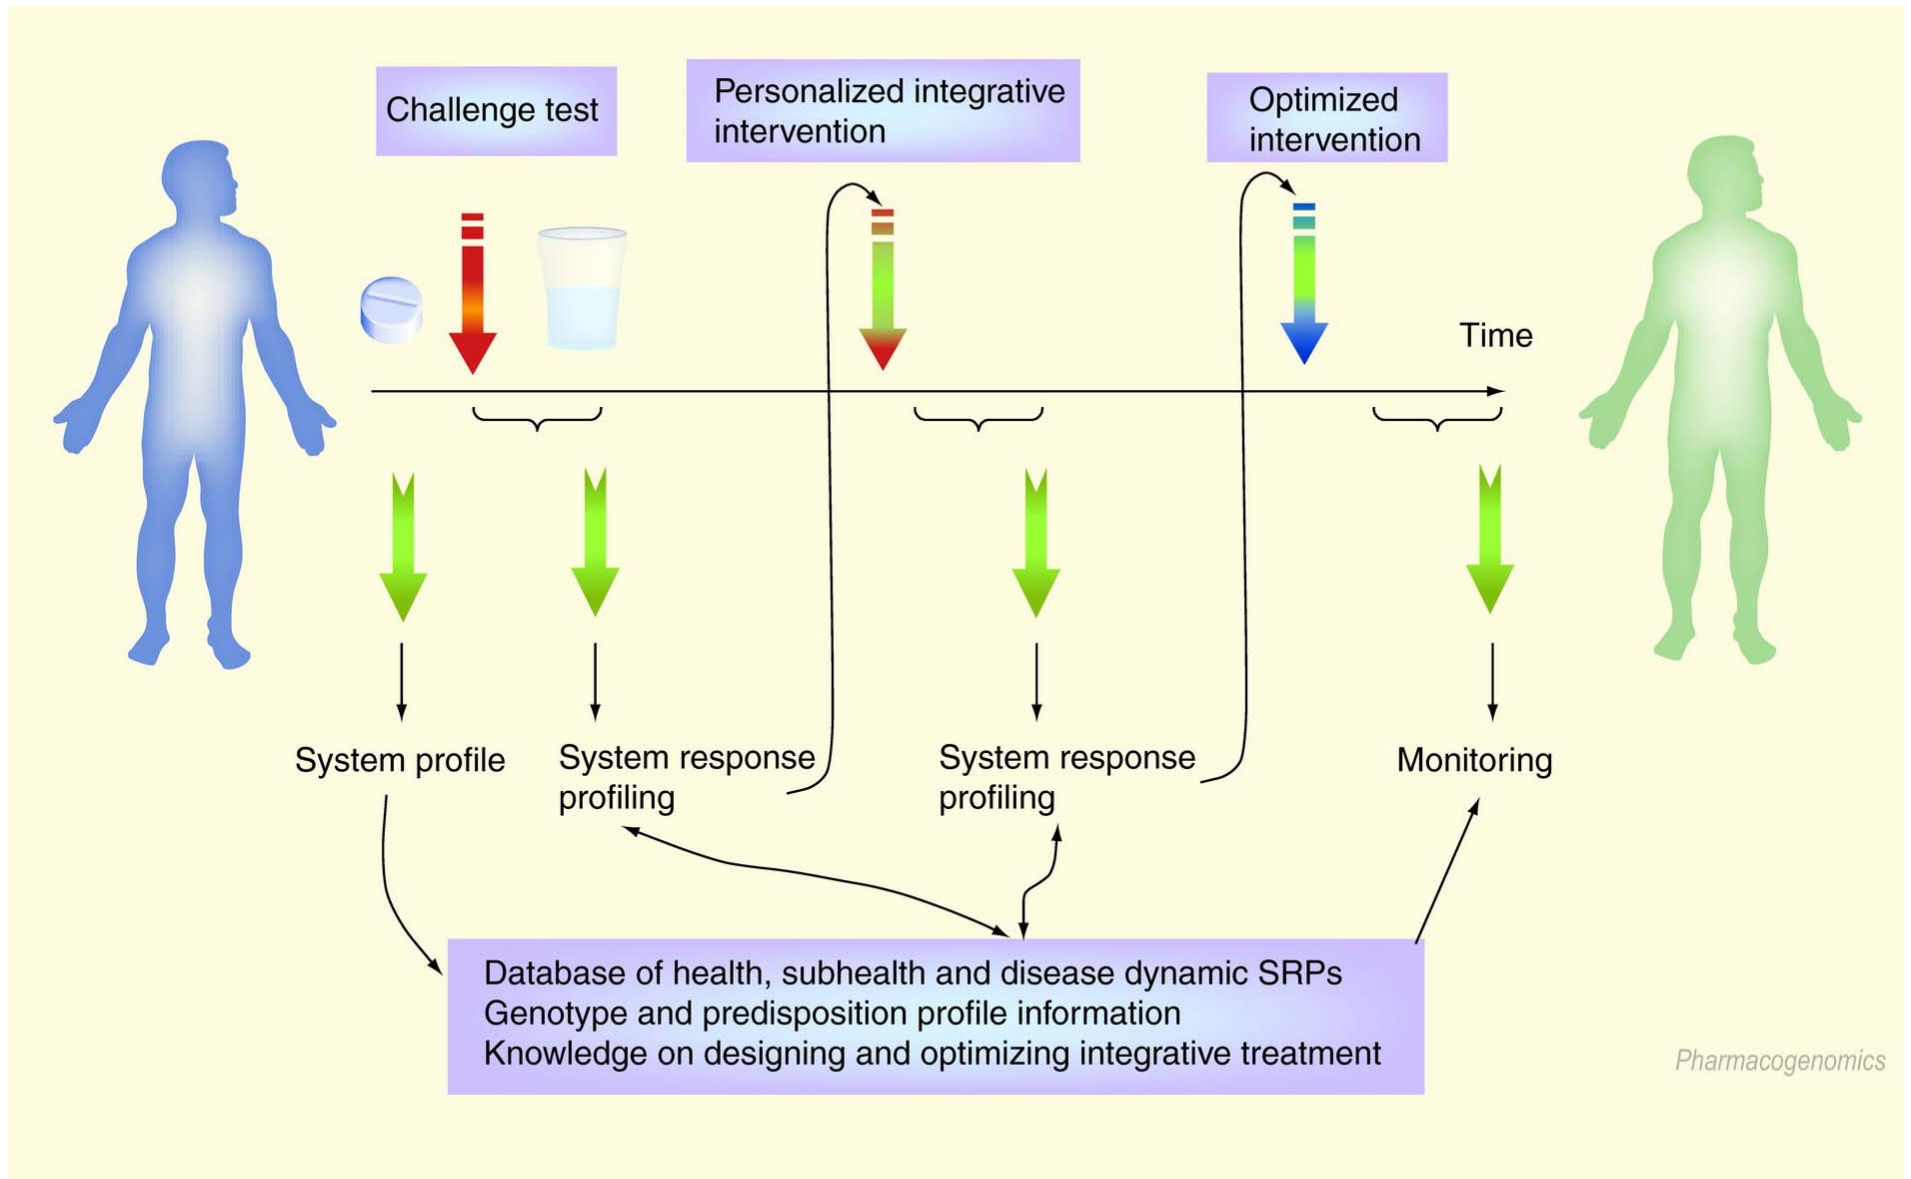 Challenge test
Personalized integrative
intervention
Optimized
intervention
Time
System profile
System response
profiling
System response
profiling
Monitoring
Database of health, subhealth and disease dynamic SRPs
Genotype and predisposition profile information
Knowledge on designing and optimizing integrative treatment
Pharmacogenomics